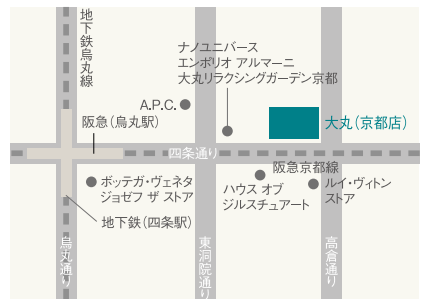 地下鉄烏丸線
ナノユニバース
エンポリオ アルマーニ
大丸リラクシングガーデン京都
A.P.C.
阪急(烏丸駅)
大丸(京都店)
四条通り
阪急京都線
ボッテガ・ヴェネタ
ジョゼフ ザ ストア
ハウス オブ
ジルスチュアート
ルイ・ヴィトン
ストア
地下鉄(四条駅)
烏丸通り
東洞院通り
高倉通り